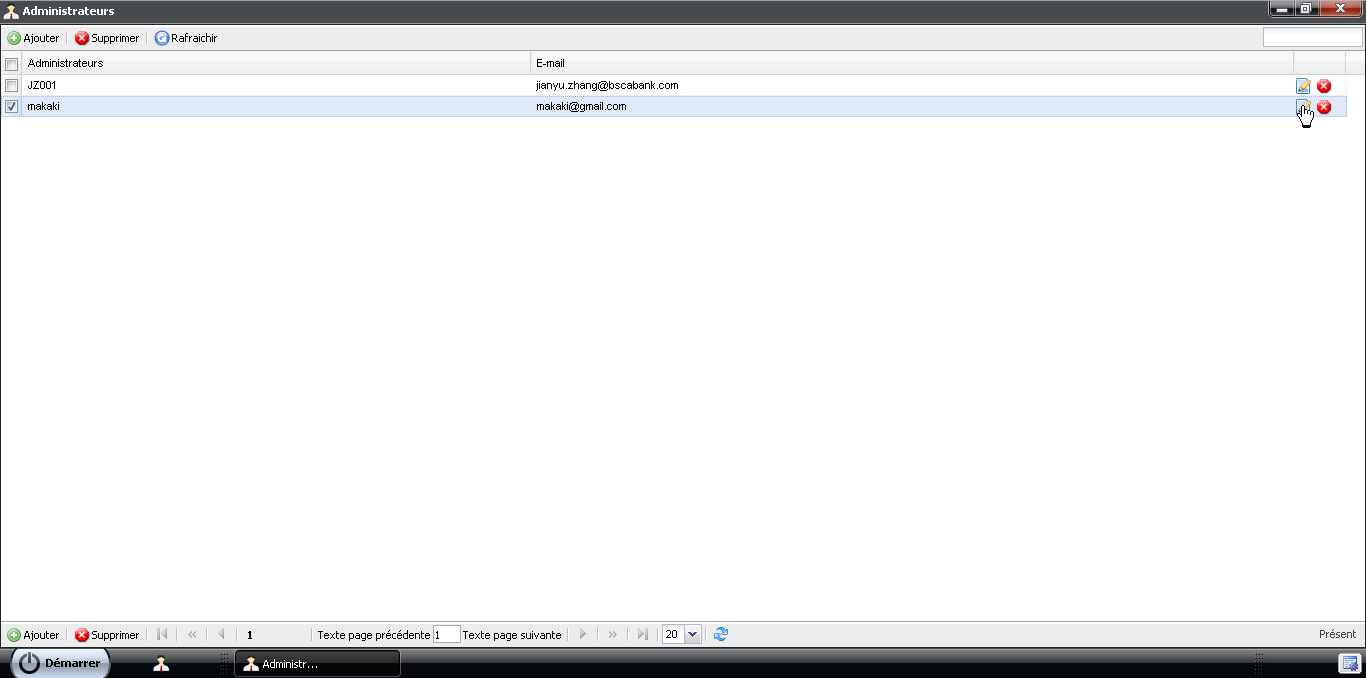 Administrateurs
Ajouter Supprimer Rafraichir
Administrateurs E-mail
JZ001 jianyu.zhang@bscabank.com
makaki makaki@gmail.com
Ajouter Supprimer 1 Texte page précédente 1 Texte page suivante 20 Présent
Démarrer Administr...